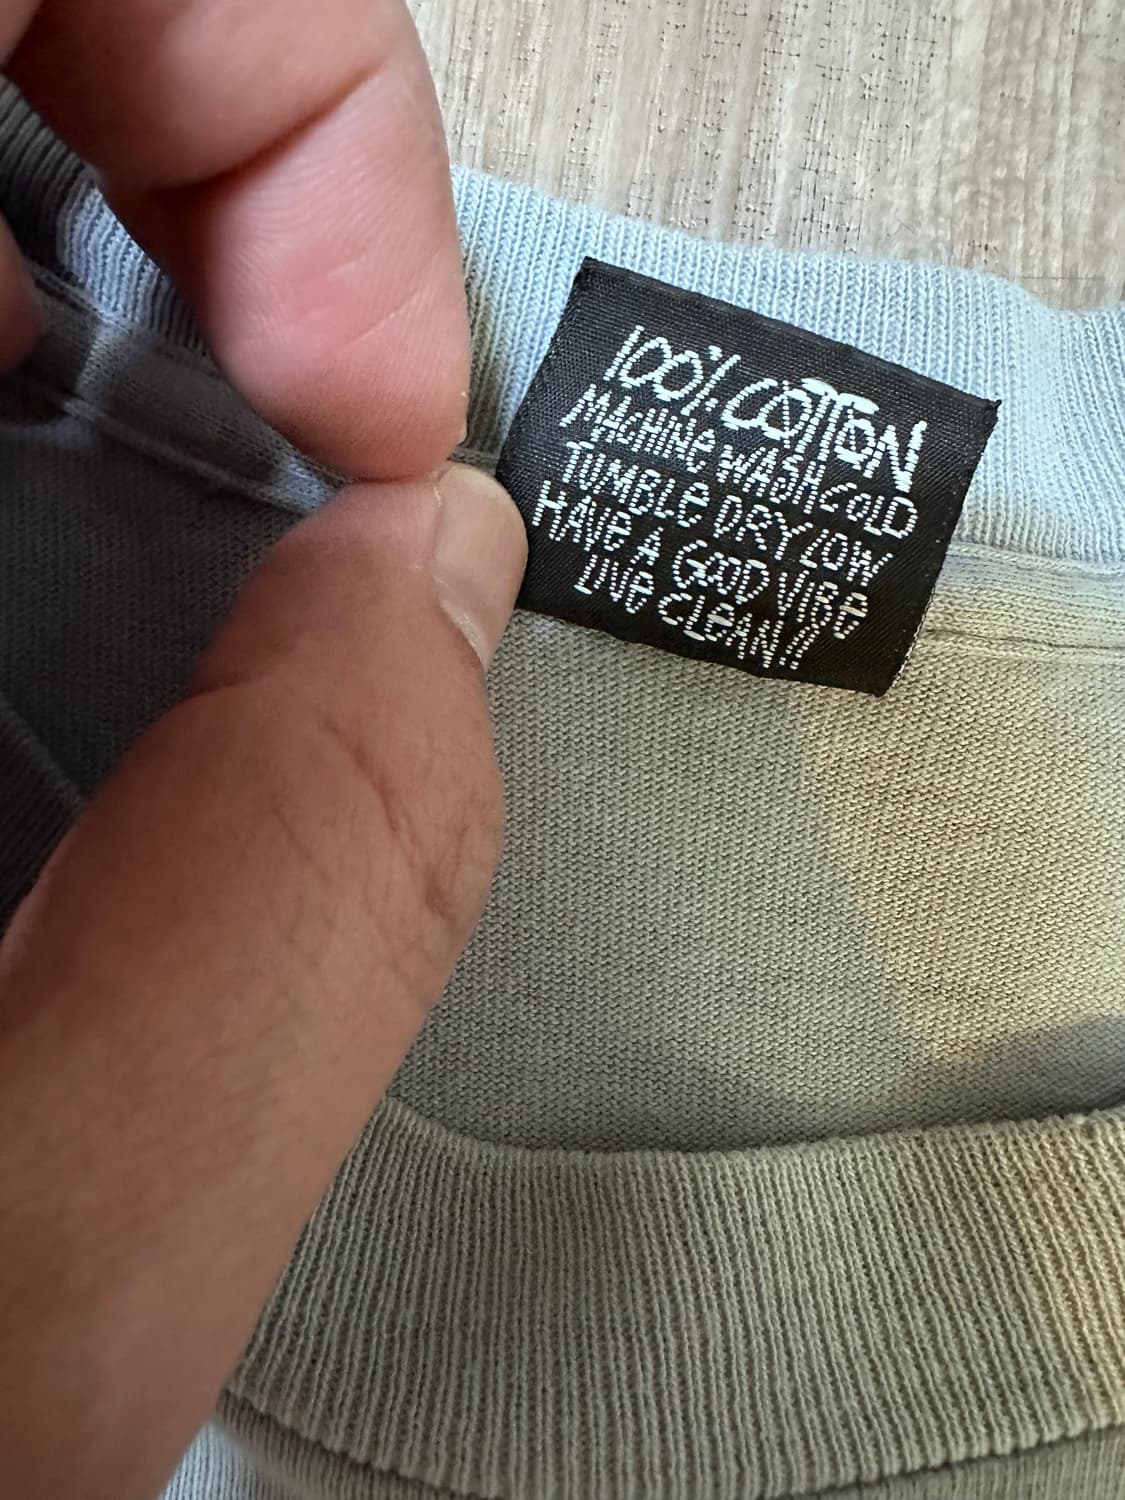 100% COTTON
MACHINE WASH COLD
TUMBLE DRY LOW
HAVE A GOOD VIBE
LIVE CLEAN!!